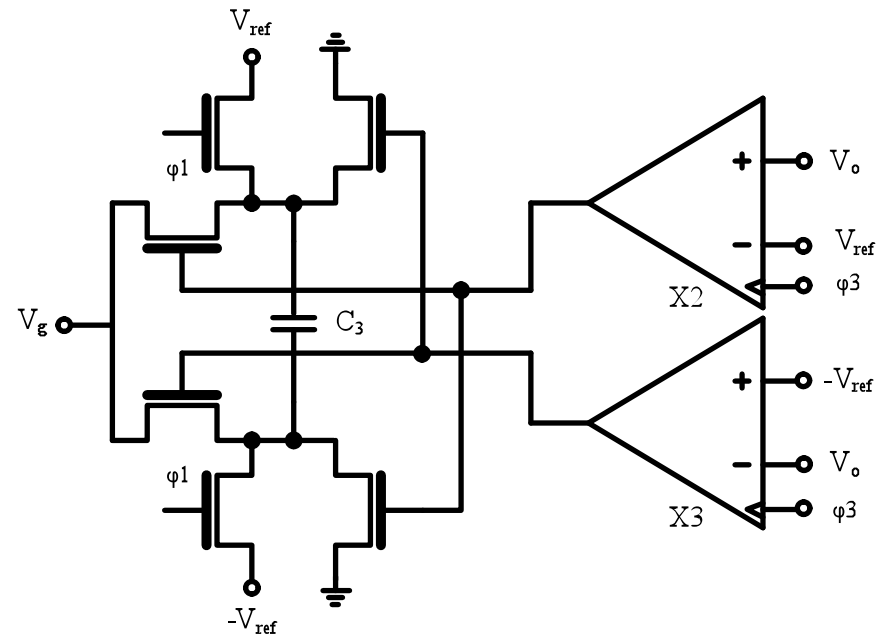 Vref
φ1
+ Vo
- Vref
φ3
X2
Vg
C3
+ -Vref
- Vo
φ3
X3
φ1
-Vref